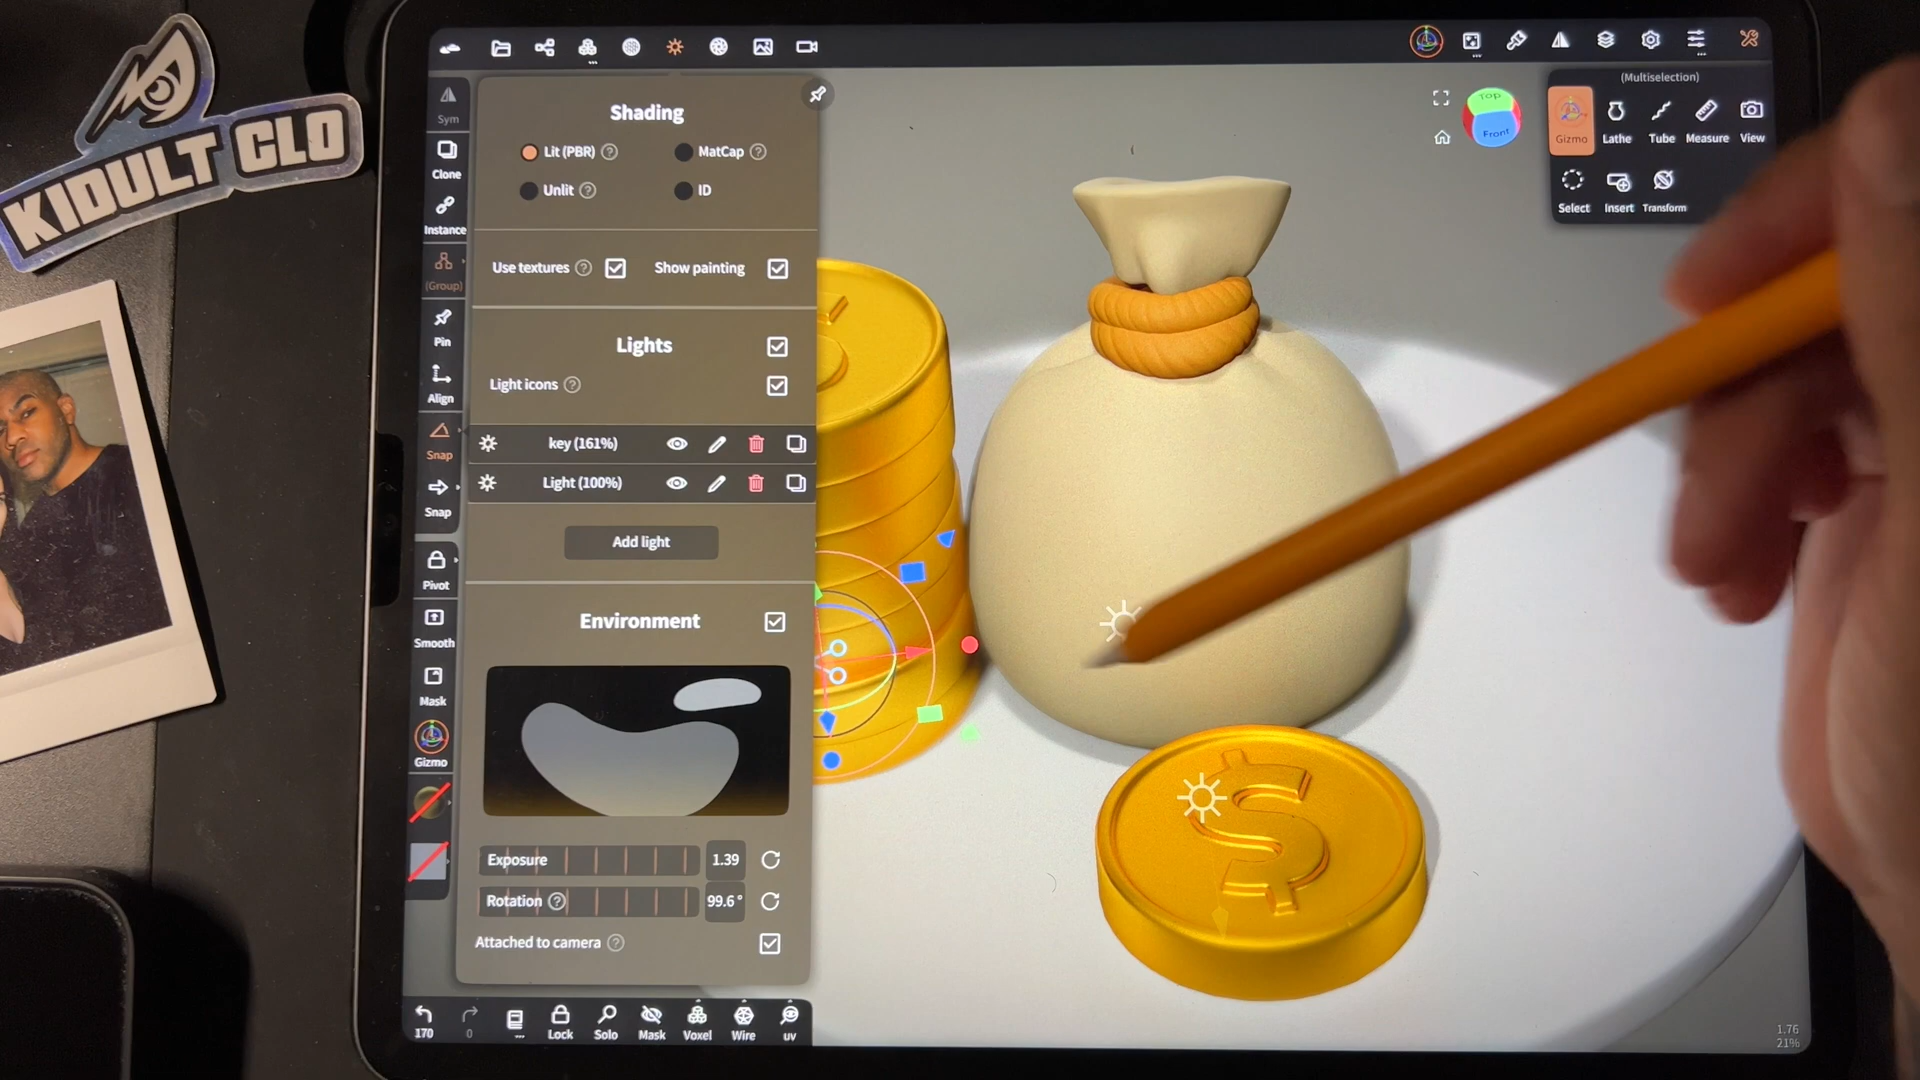 KIDULT CLO
Sym
Clone
Instance
(Group)
Pin
Align
Snap
Snap
Pivot
Smooth
Mask
Gizmo
Shading
Lit (PBR) ?
MatCap ?
Unlit ?
ID
Use textures ?
Show painting
Lights
Light icons ?
key (161%)
Light (100%)
Add light
Environment
Exposure
1.39
Rotation ?
99.6°
Attached to camera ?
170
0
Lock
Solo
Mask
Voxel
Wire
uv
Top
Front
(Multiselection)
Gizmo
Lathe
Tube
Measure
View
Select
Insert
Transform
$
1.76
21%